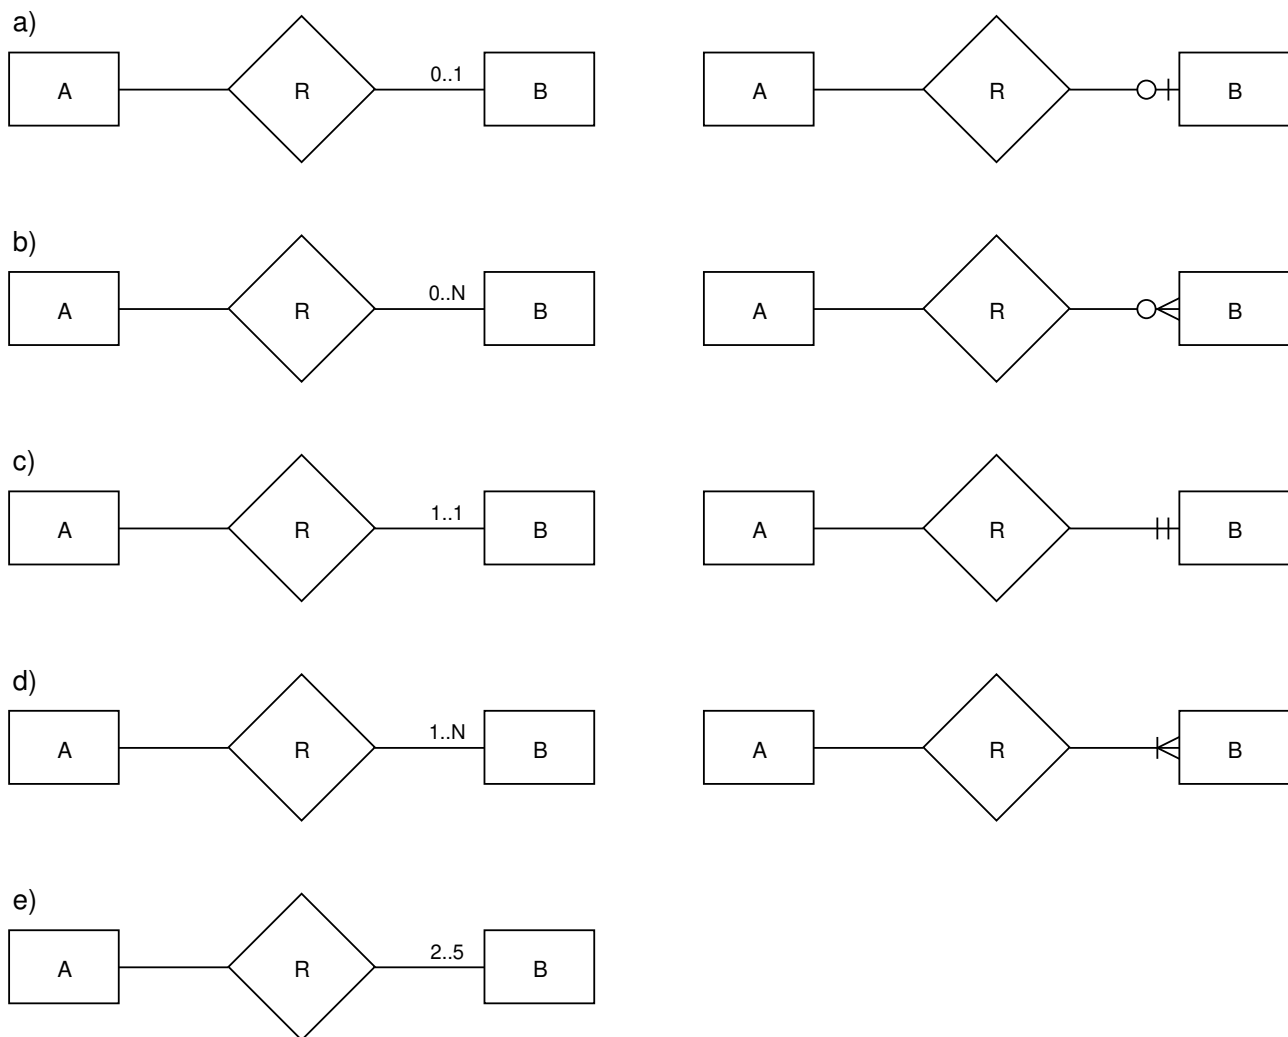 a)
0..1
A R B A R B
b)
0..N
A R B A R B
c)
1..1
A R B A R B
d)
1..N
A R B A R B
e)
2..5
A R B